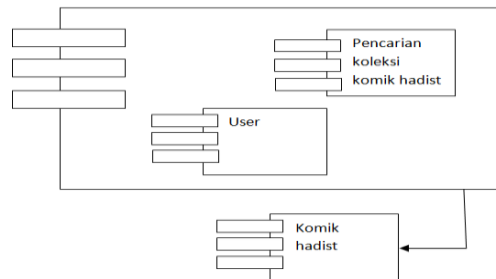 Pencarian
koleksi
komik hadist
User
Komik
hadist